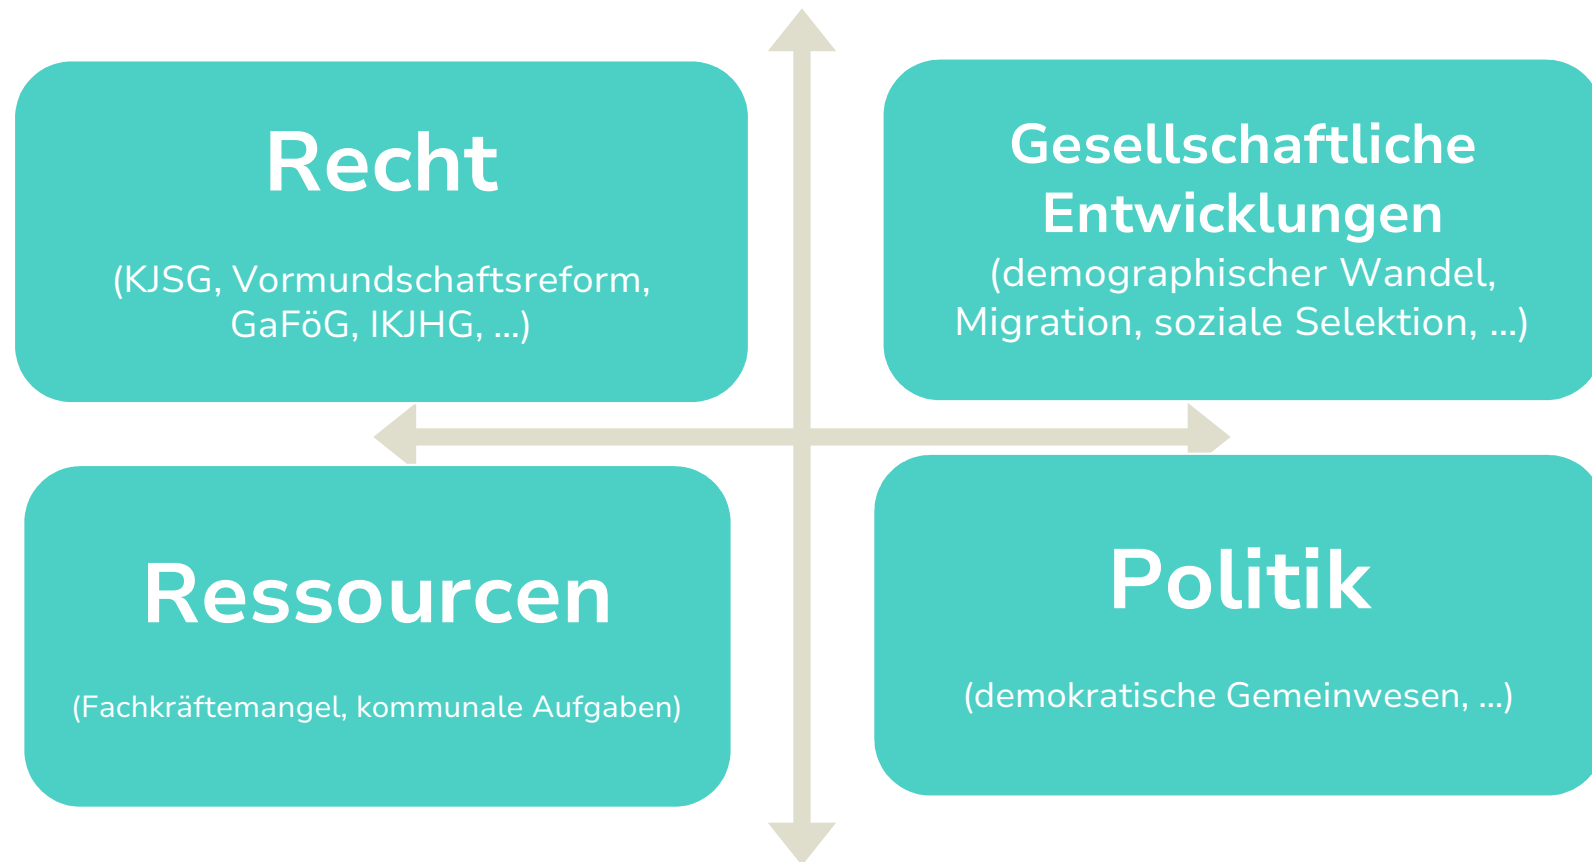 Recht
(KJSG, Vormundschaftsreform,
GaFöG, IKJHG, ...)
Gesellschaftliche
Entwicklungen
(demographischer Wandel,
Migration, soziale Selektion, ...)
Ressourcen
(Fachkräftemangel, kommunale Aufgaben)
Politik
(demokratische Gemeinwesen, ...)